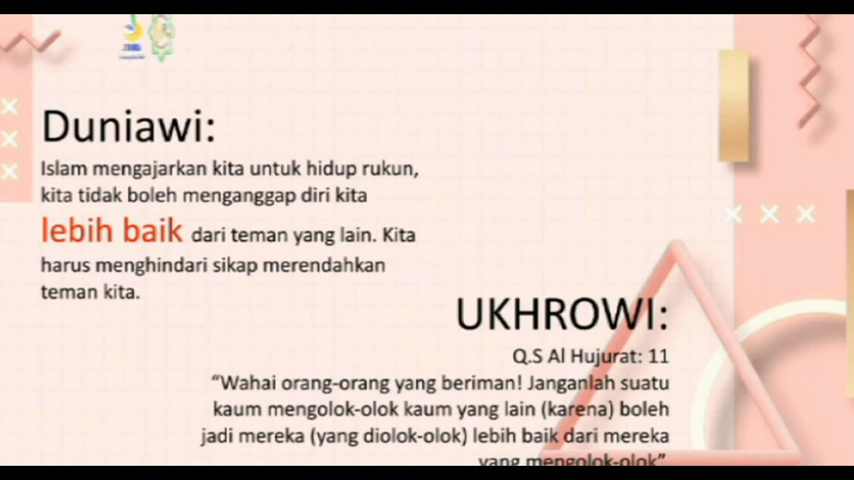 Duniawi:
Islam mengajarkan kita untuk hidup rukun,
kita tidak boleh menganggap diri kita
lebih baik dari teman yang lain. Kita
harus menghindari sikap merendahkan
teman kita.
UKHROWI:
Q.S Al Hujurat: 11
“Wahai orang-orang yang beriman! Janganlah suatu
kaum mengolok-olok kaum yang lain (karena) boleh
jadi mereka (yang diolok-olok) lebih baik dari mereka
yang mengolok-olok”